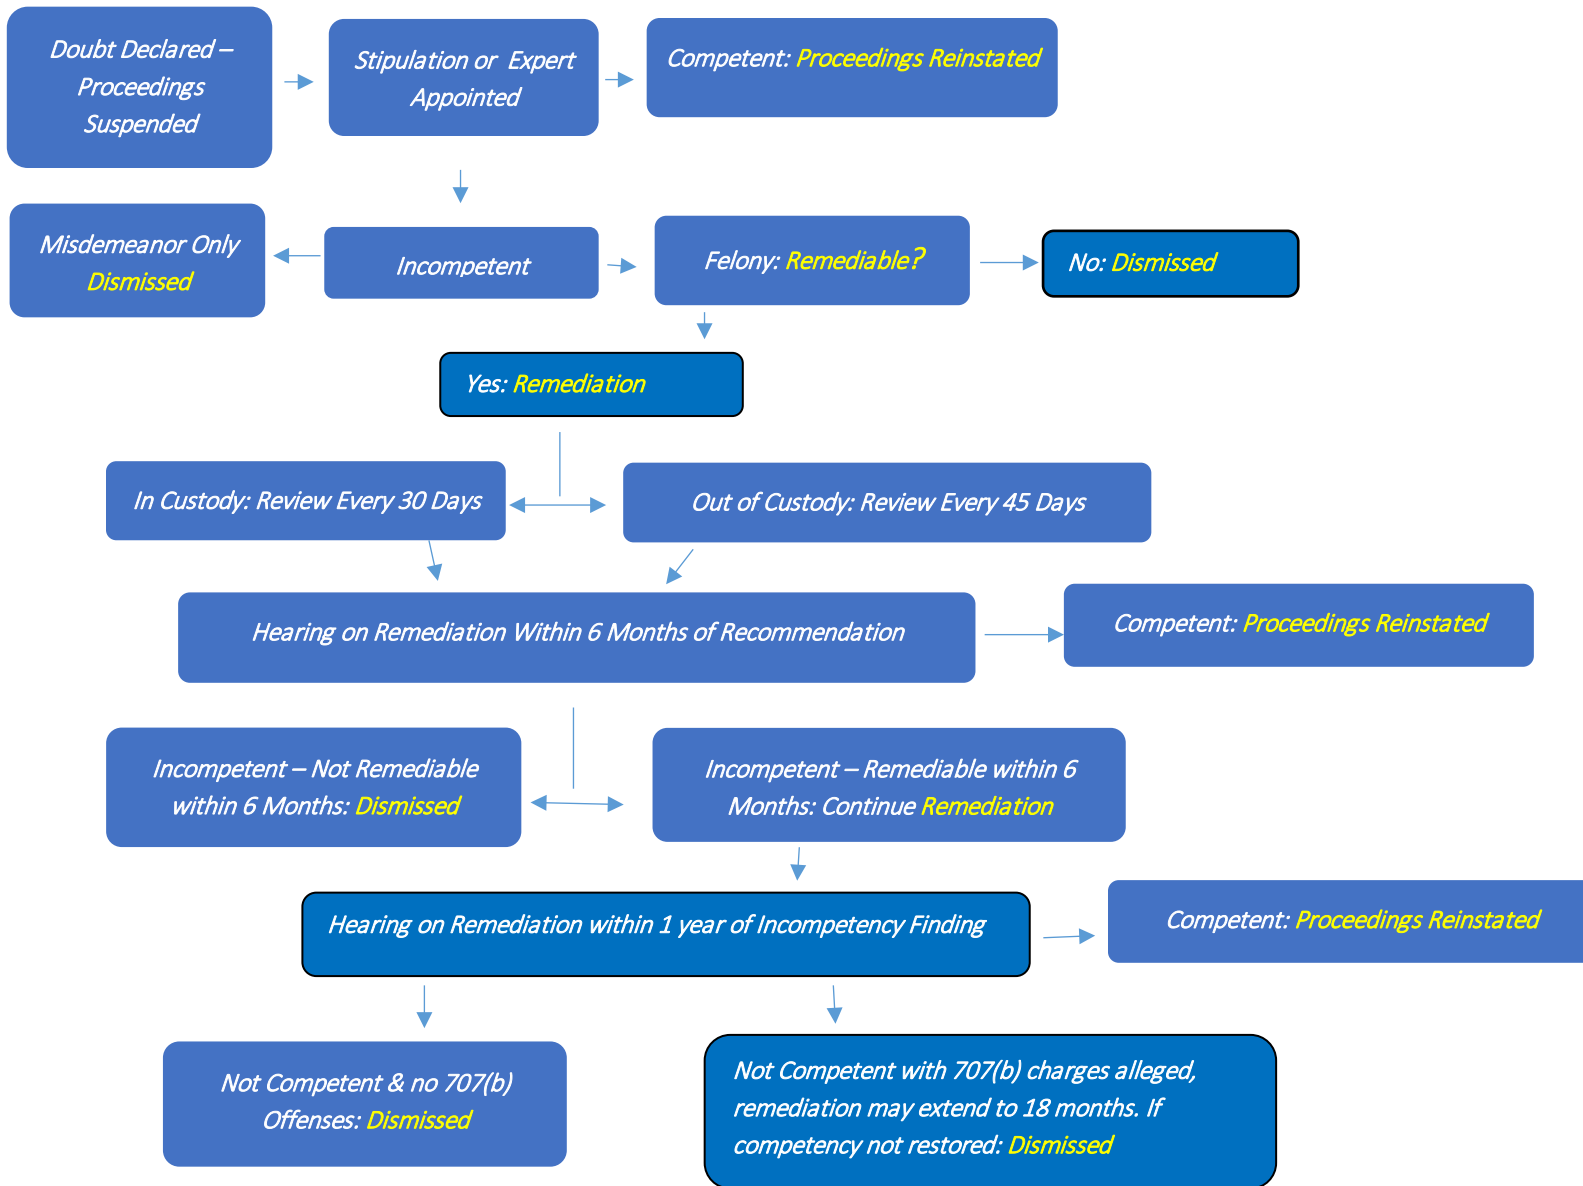 Doubt Declared –
Proceedings
Suspended
Stipulation or Expert
Appointed
Competent: Proceedings Reinstated
Misdemeanor Only
Dismissed
Incompetent
Felony: Remediable?
No: Dismissed
Yes: Remediation
In Custody: Review Every 30 Days
Out of Custody: Review Every 45 Days
Hearing on Remediation Within 6 Months of Recommendation
Competent: Proceedings Reinstated
Incompetent – Not Remediable
within 6 Months: Dismissed
Incompetent – Remediable within 6
Months: Continue Remediation
Hearing on Remediation within 1 year of Incompetency Finding
Competent: Proceedings Reinstated
Not Competent & no 707(b)
Offenses: Dismissed
Not Competent with 707(b) charges alleged,
remediation may extend to 18 months. If
competency not restored: Dismissed